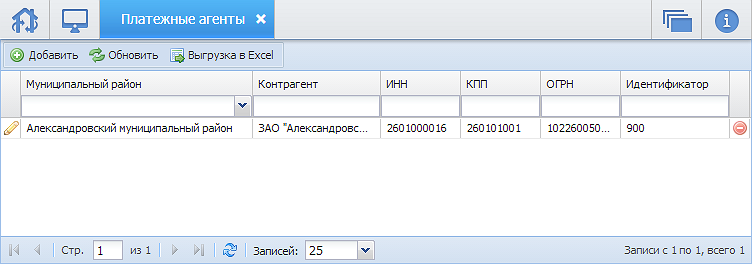 Платежные агенты
Добавить Обновить Выгрузка в Excel
Муниципальный район Контрагент ИНН КПП ОГРН Идентификатор
Александровский муниципальный район ЗАО "Александровс... 2601000016 260101001 102260050... 900
Стр. 1 из 1 Записей: 25 Записи с 1 по 1, всего 1